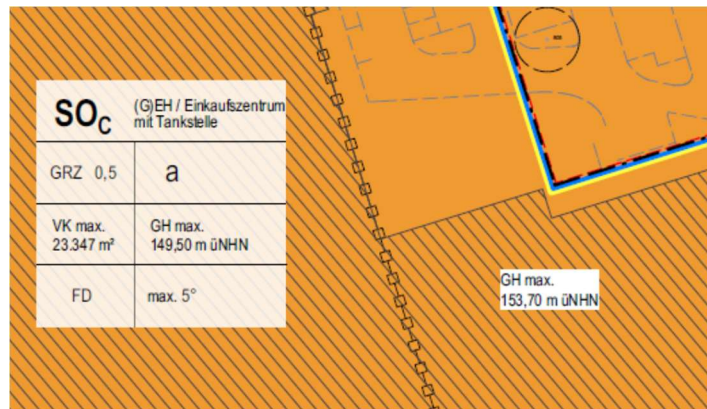 SOC
(G)EH / Einkaufszentrum
mit Tankstelle
GRZ 0,5
a
VK max.
23.347 m²
GH max.
149,50 m üNHN
FD
max. 5°
GH max.
153,70 m üNHN